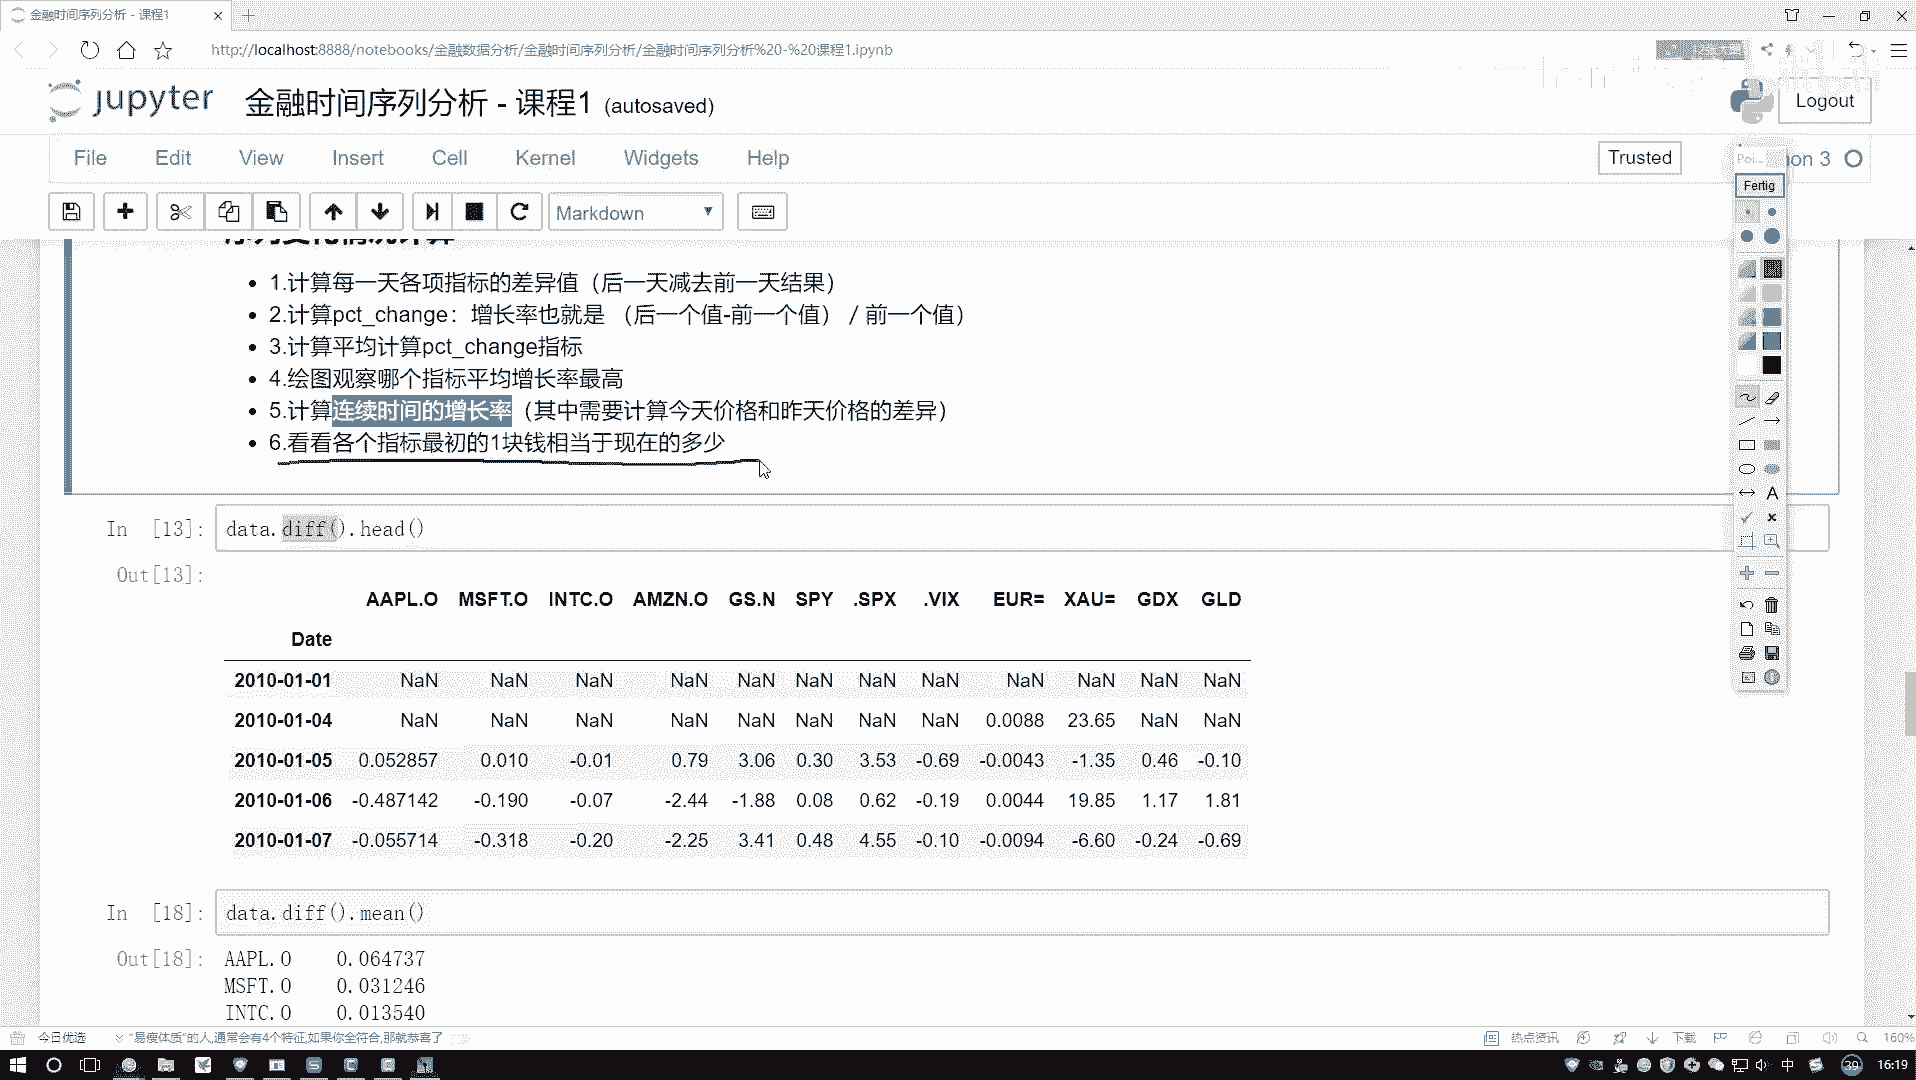 金融时间序列分析 - 课程1
http://localhost:8888/notebooks/金融数据分析/金融时间序列分析/金融时间序列分析%20-%20课程1.ipynb
jupyter 金融时间序列分析 - 课程1 (autosaved)
Logout
File Edit View Insert Cell Kernel Widgets Help
Trusted
on 3
Poi...
Fertig
Markdown
序列变化情况计算
1.计算每一天各项指标的差异值（后一天减去前一天结果）
2.计算pct_change：增长率也就是 （后一个值-前一个值） / 前一个值）
3.计算平均计算pct_change指标
4.绘图观察哪个指标平均增长率最高
5.计算连续时间的增长率（其中需要计算今天价格和昨天价格的差异）
6.看看各个指标最初的1块钱相当于现在的多少
In [13]: data.diff().head()
Out[13]:
AAPL.O MSFT.O INTC.O AMZN.O GS.N SPY .SPX .VIX EUR= XAU= GDX GLD
Date
2010-01-01 NaN NaN NaN NaN NaN NaN NaN NaN NaN NaN NaN NaN
2010-01-04 NaN NaN NaN NaN NaN NaN NaN NaN 0.0088 23.65 NaN NaN
2010-01-05 0.052857 0.010 -0.01 0.79 3.06 0.30 3.53 -0.69 -0.0043 -1.35 0.46 -0.10
2010-01-06 -0.487142 -0.190 -0.07 -2.44 -1.88 0.08 0.62 -0.19 0.0044 19.85 1.17 1.81
2010-01-07 -0.055714 -0.318 -0.20 -2.25 3.41 0.48 4.55 -0.10 -0.0094 -6.60 -0.24 -0.69
In [18]: data.diff().mean()
Out[18]: AAPL.O 0.064737
MSFT.O 0.031246
INTC.O 0.013540
今日优选 “易瘦体质”的人,通常会有4个特征,如果你全符合,那就恭喜了
热点资讯 下载 160%
中 39 16:19